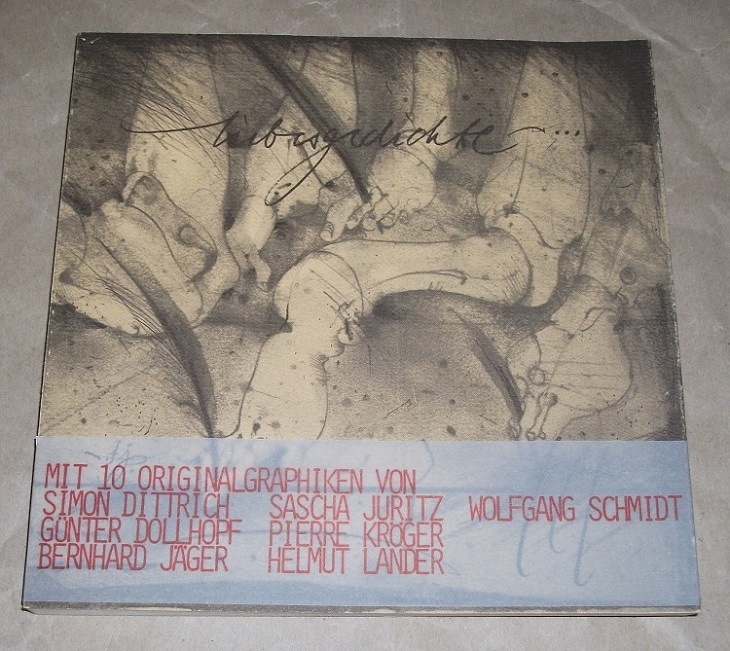 liebesgedichte ...
MIT 10 ORIGINALGRAPHIKEN VON
SIMON DITTRICH SASCHA JURITZ WOLFGANG SCHMIDT
GÜNTER DOLLHOPF PIERRE KRÖGER
BERNHARD JÄGER HELMUT LANDER